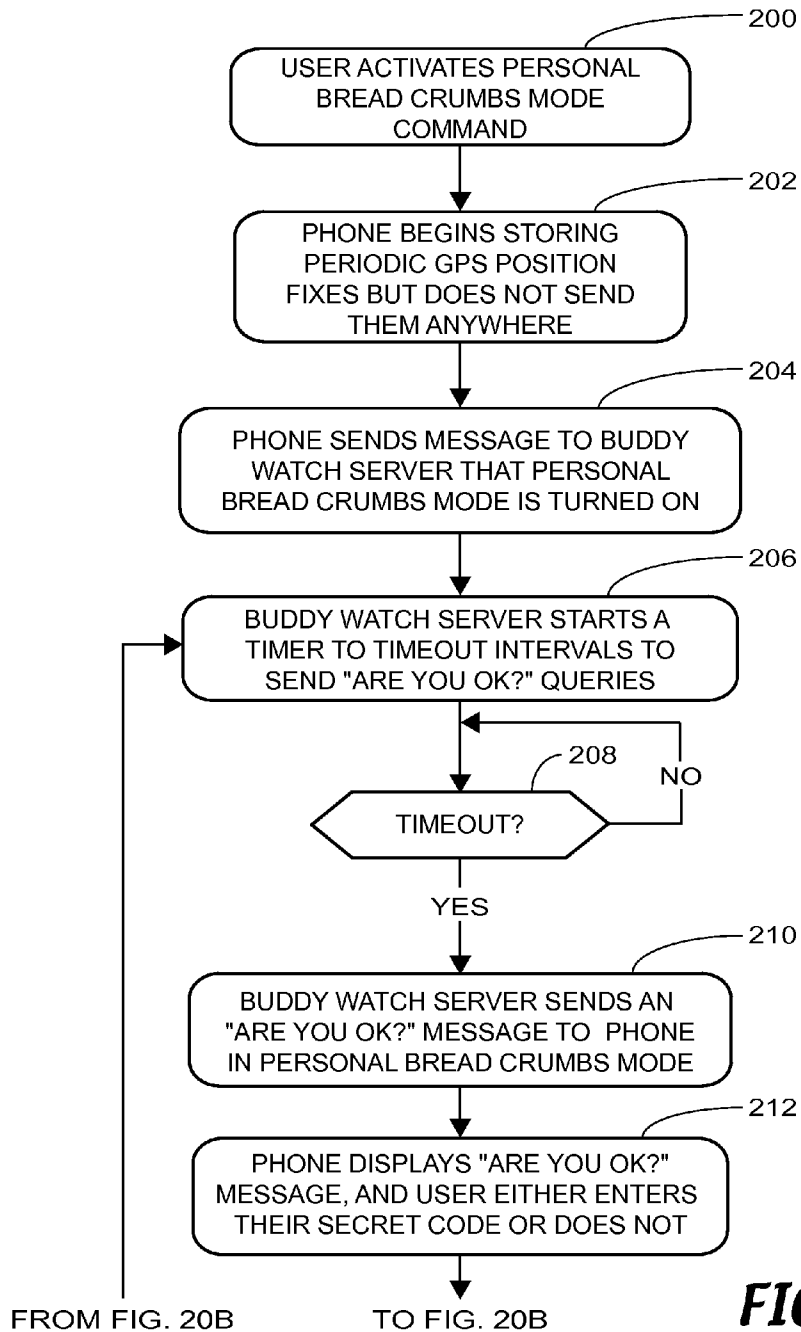 200
USER ACTIVATES PERSONAL
BREAD CRUMBS MODE
COMMAND
202
PHONE BEGINS STORING
PERIODIC GPS POSITION
FIXES BUT DOES NOT SEND
THEM ANYWHERE
204
PHONE SENDS MESSAGE TO BUDDY
WATCH SERVER THAT PERSONAL
BREAD CRUMBS MODE IS TURNED ON
206
BUDDY WATCH SERVER STARTS A
TIMER TO TIMEOUT INTERVALS TO
SEND "ARE YOU OK?" QUERIES
208
NO
TIMEOUT?
YES
210
BUDDY WATCH SERVER SENDS AN
"ARE YOU OK?" MESSAGE TO PHONE
IN PERSONAL BREAD CRUMBS MODE
212
PHONE DISPLAYS "ARE YOU OK?"
MESSAGE, AND USER EITHER ENTERS
THEIR SECRET CODE OR DOES NOT
FROM FIG. 20B TO FIG. 20B